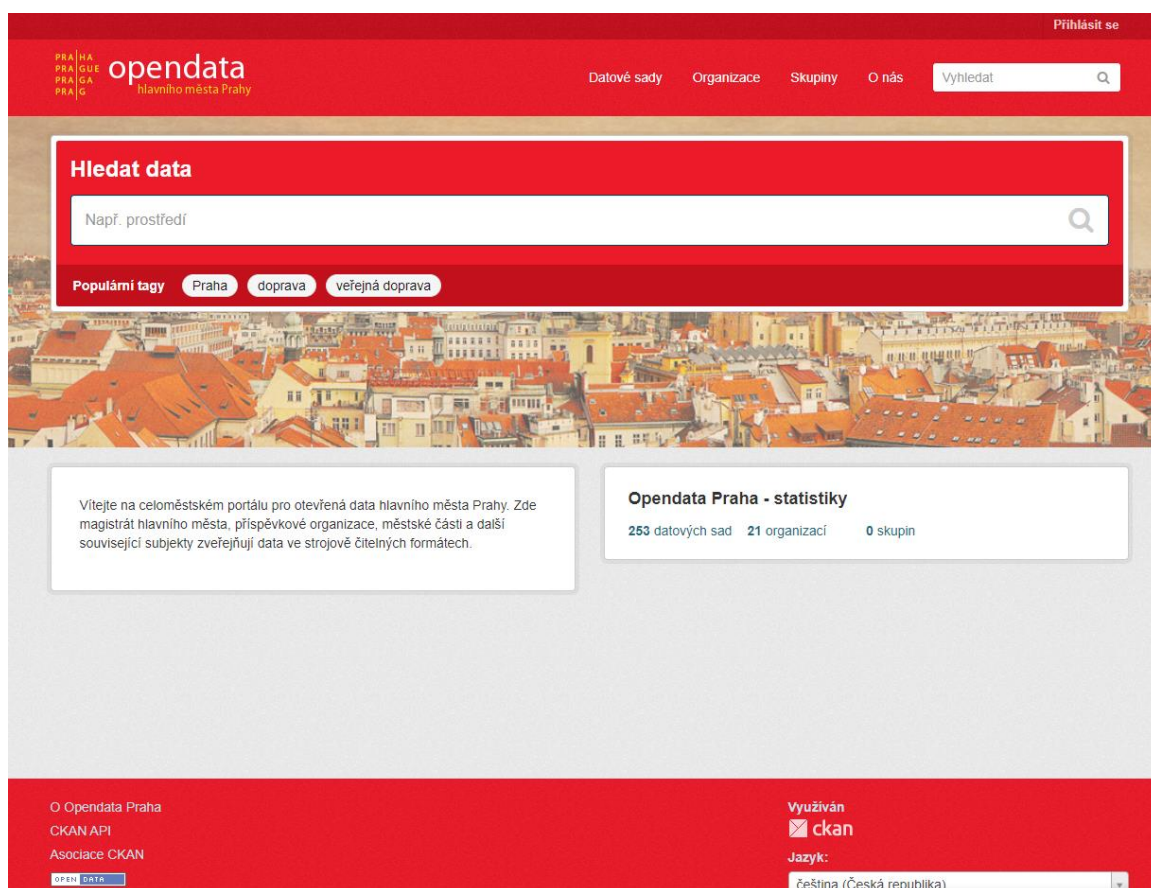 Přihlásit se
PRA HA
PRA GUE
PRA GA
PRA G
opendata
hlavního města Prahy
Datové sady Organizace Skupiny O nás Vyhledat
Hledat data
Např. prostředí
Populární tagy Praha doprava veřejná doprava
Vítejte na celoměstském portálu pro otevřená data hlavního města Prahy. Zde
magistrát hlavního města, příspěvkové organizace, městské části a další
související subjekty zveřejňují data ve strojově čitelných formátech.
Opendata Praha - statistiky
253 datových sad 21 organizací 0 skupin
O Opendata Praha
CKAN API
Asociace CKAN
OPEN DATA
Využíván
ckan
Jazyk:
čeština (Česká republika)